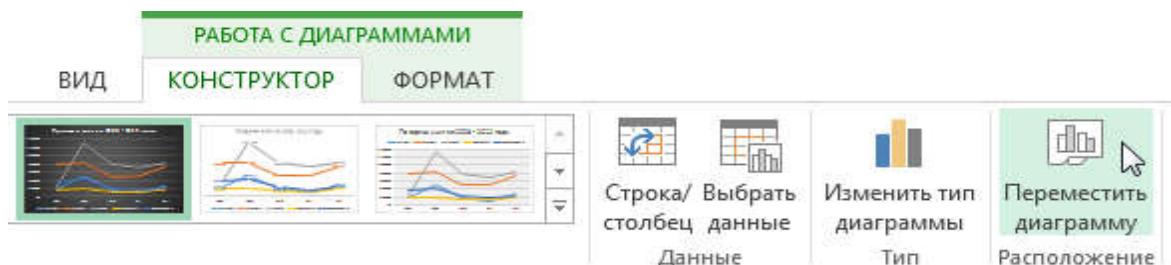 РАБОТА С ДИАГРАММАМИ
ВИД КОНСТРУКТОР ФОРМАТ
Строка/ столбец
Выбрать данные
Изменить тип диаграммы
Переместить диаграмму
Данные Тип Расположение